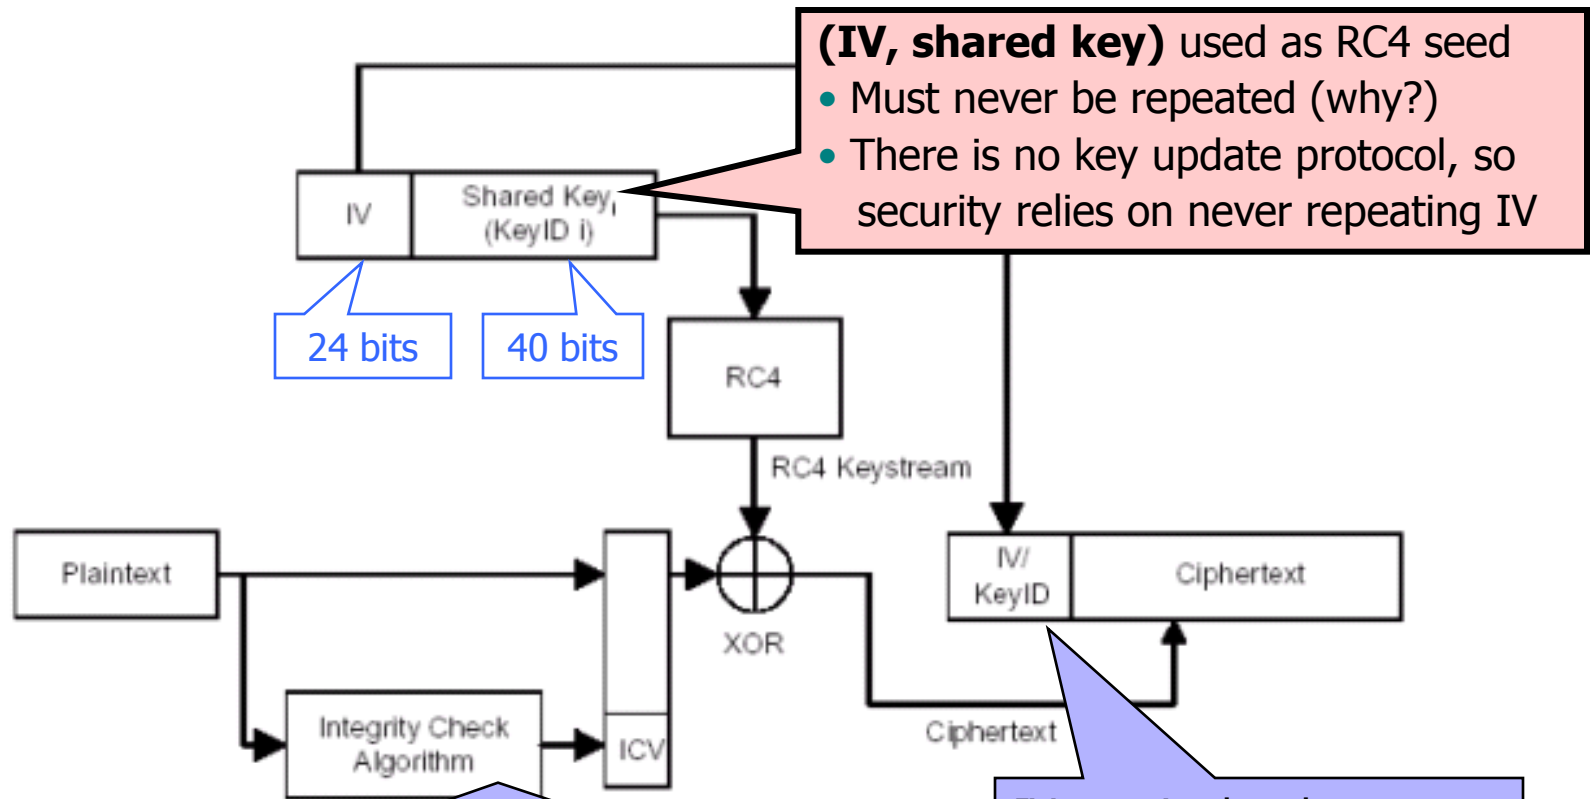 (IV, shared key) used as RC4 seed
• Must never be repeated (why?)
• There is no key update protocol, so
security relies on never repeating IV
IV
Shared Keyi
(KeyID i)
24 bits
40 bits
RC4
RC4 Keystream
Plaintext
IV/
KeyID
Ciphertext
XOR
Integrity Check
Algorithm
ICV
Ciphertext